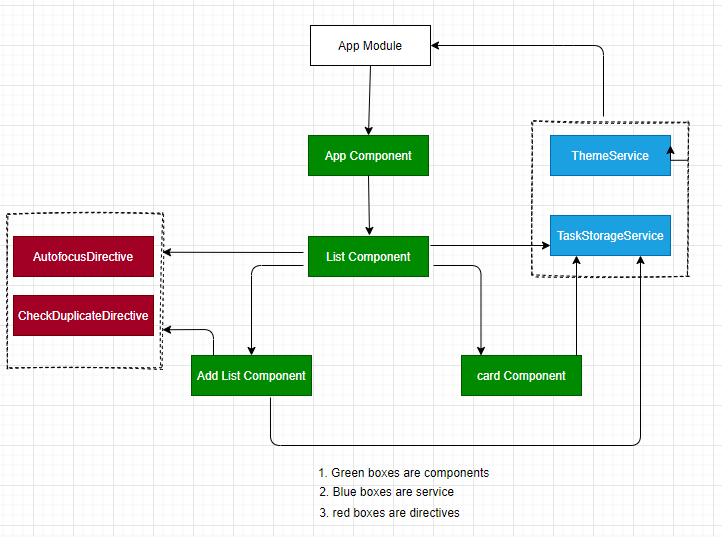 App Module
App Component
ThemeService
TaskStorageService
List Component
AutofocusDirective
CheckDuplicateDirective
Add List Component
card Component
1. Green boxes are components
2. Blue boxes are service
3. red boxes are directives